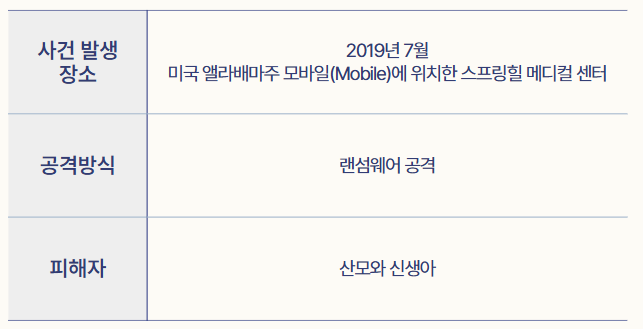 사건 발생
장소
2019년 7월
미국 앨라배마주 모바일(Mobile)에 위치한 스프링힐 메디컬 센터
공격방식
랜섬웨어 공격
피해자
산모와 신생아